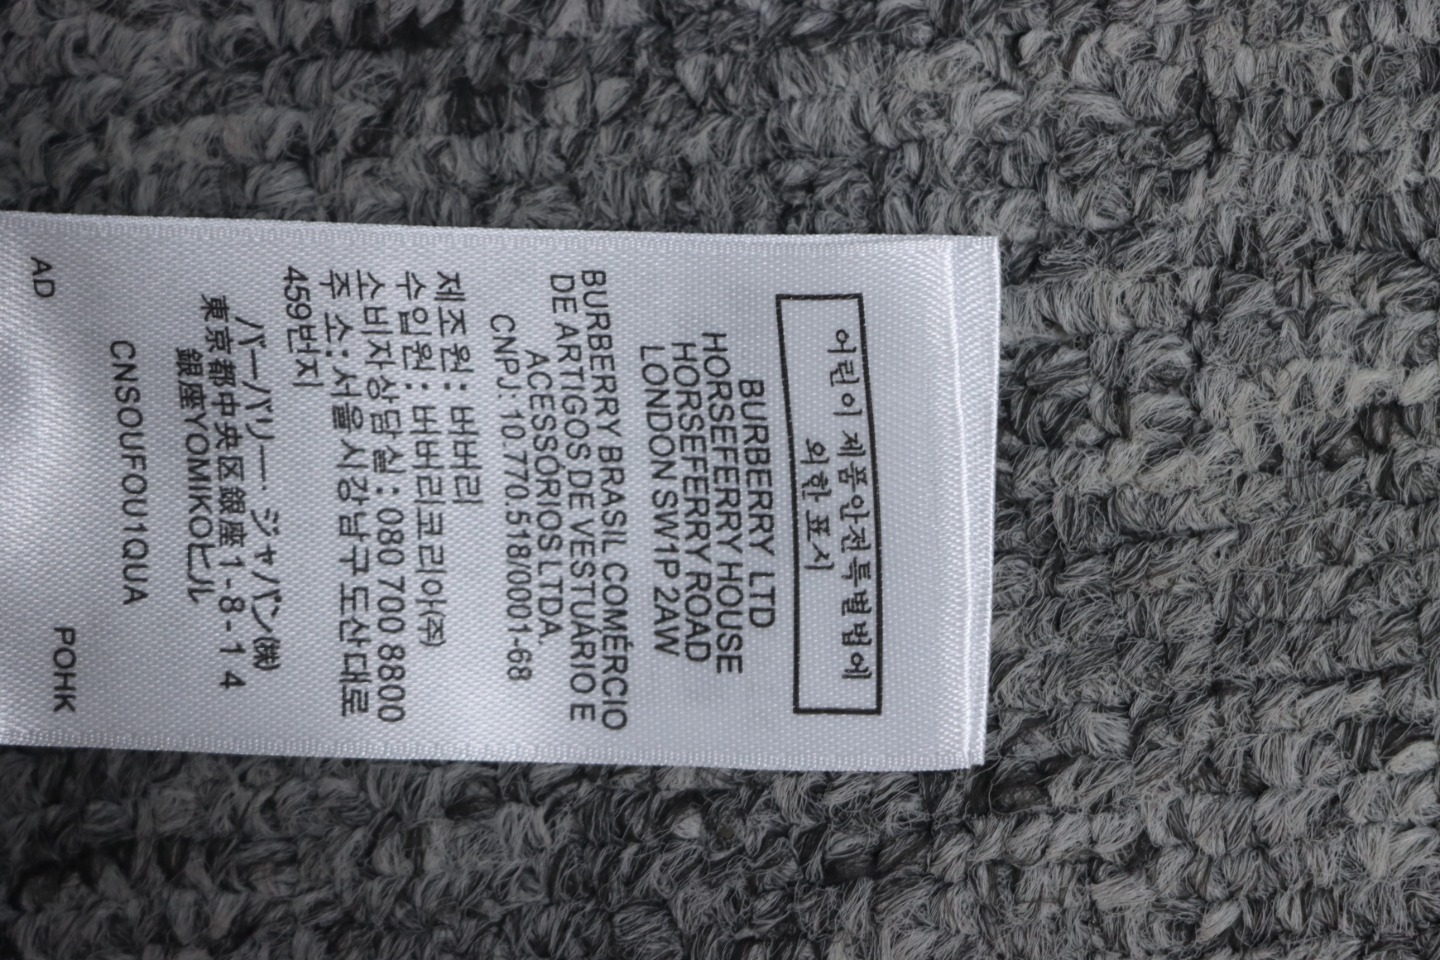 어린이 제품안전특별법에
의한 표시
BURBERRY LTD
HORSEFERRY HOUSE
HORSEFERRY ROAD
LONDON SW1P 2AW
BURBERRY BRASIL COMÉRCIO
DE ARTIGOS DE VESTUÁRIO E
ACESSÓRIOS LTDA.
CNPJ: 10.770.518/0001-68
제조원: 버버리
수입원: 버버리코리아(주)
소비자상담실: 080 700 8800
주 소: 서울시강남구 도산대로
459번지
バーバリー・ジャパン㈱
東京都中央区銀座1-8-14
銀座YOMIKOビル
CNSOUFOU1QUA
AD POHK